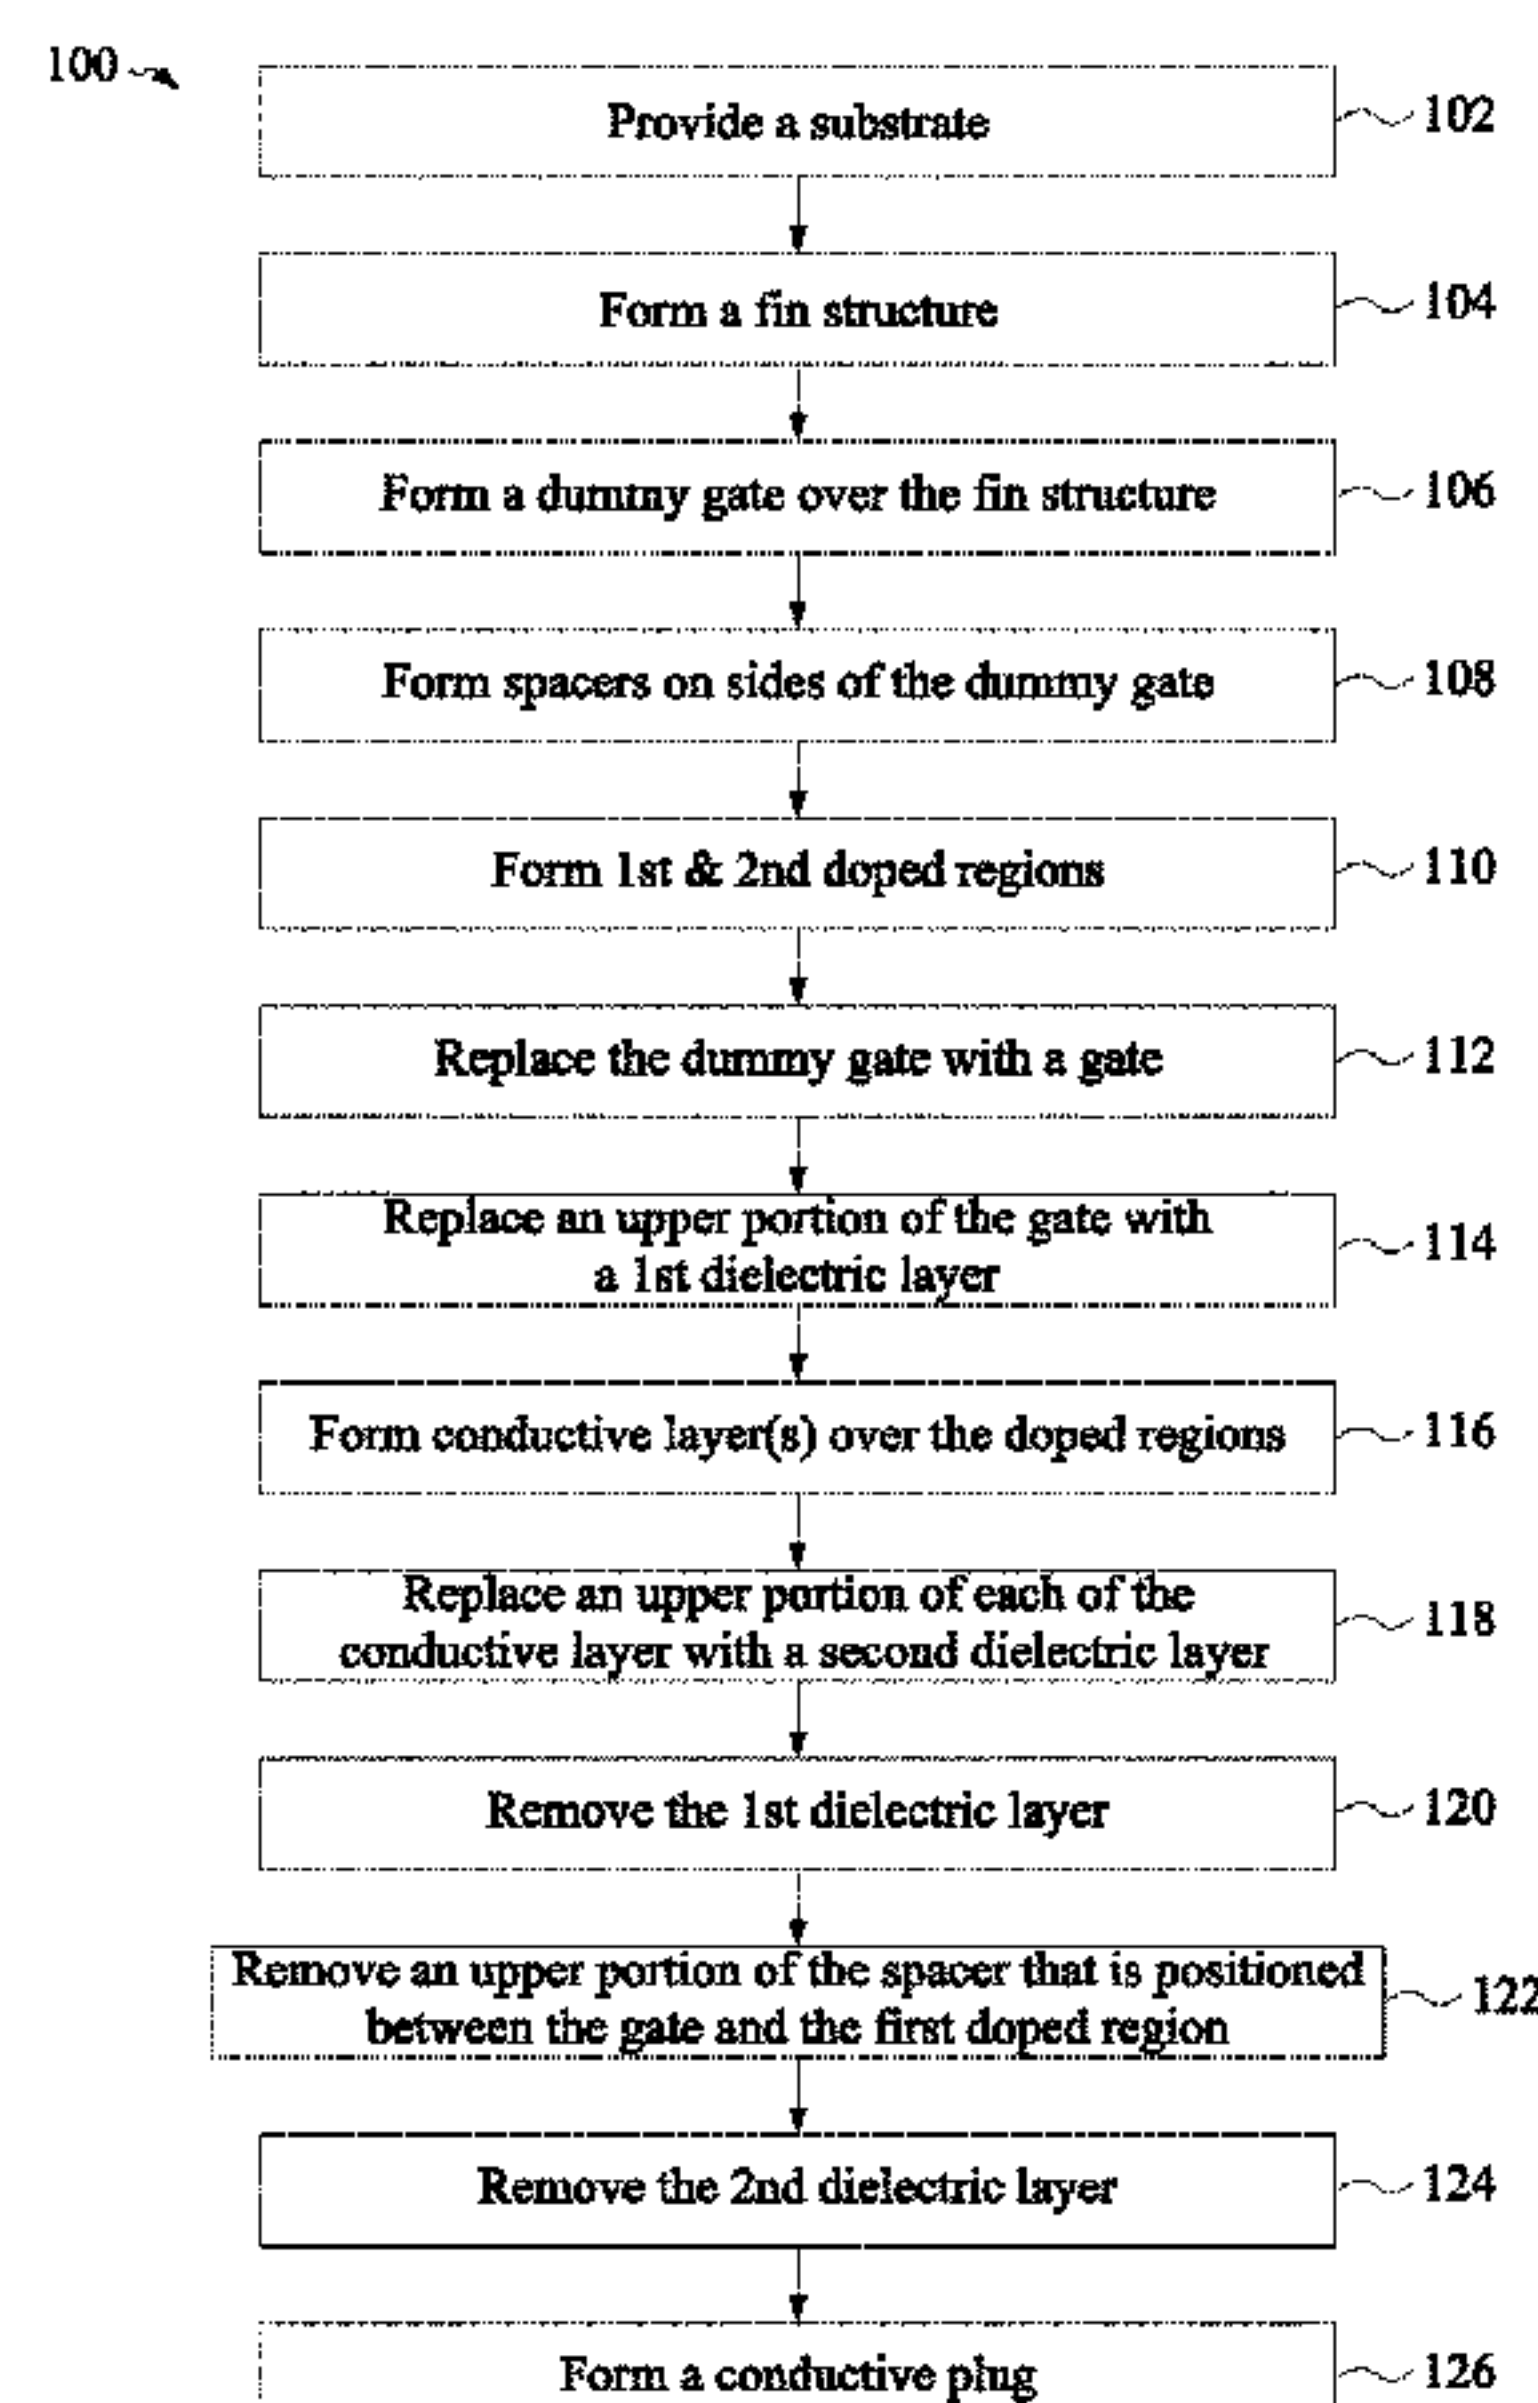 100
Provide a substrate 102
Form a fin structure 104
Form a dummy gate over the fin structure 106
Form spacers on sides of the dummy gate 108
Form 1st & 2nd doped regions 110
Replace the dummy gate with a gate 112
Replace an upper portion of the gate with
a 1st dielectric layer 114
Form conductive layer(s) over the doped regions 116
Replace an upper portion of each of the
conductive layer with a second dielectric layer 118
Remove the 1st dielectric layer 120
Remove an upper portion of the spacer that is positioned
between the gate and the first doped region 122
Remove the 2nd dielectric layer 124
Form a conductive plug 126